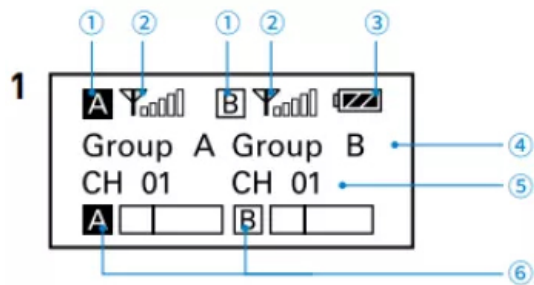 ① ② ① ② ③
1
A B
Group A Group B ④
CH 01 CH 01 ⑤
A B
⑥